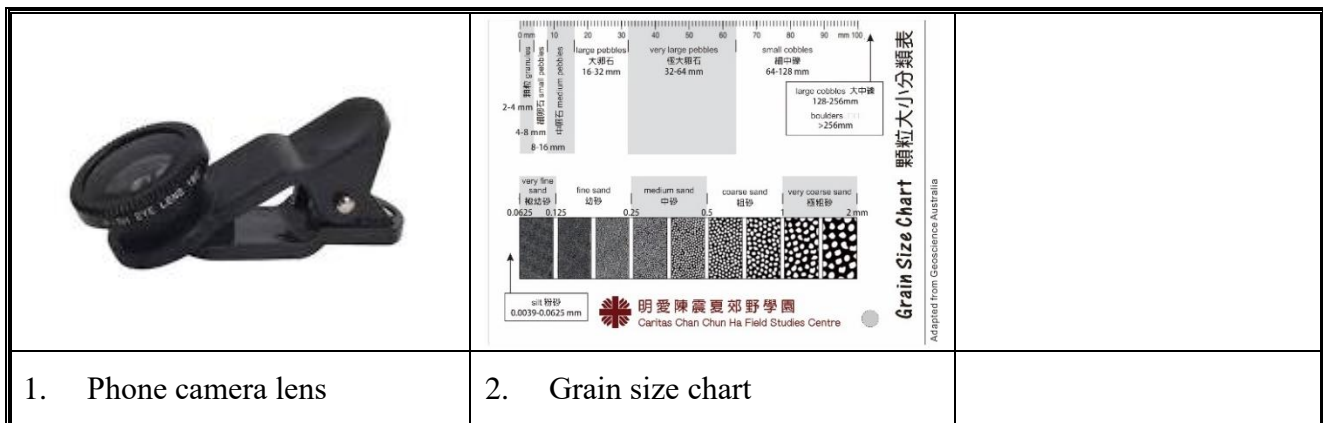 EYE LENS 180°
0 mm 10 20 30 40 50 60 70 80 90 mm 100
顆粒 granules
細卵石 small pebbles
中卵石 medium pebbles
large pebbles
大卵石
16-32 mm
very large pebbles
極大卵石
32-64 mm
small cobbles
細中礫
64-128 mm
2-4 mm
4-8 mm
8-16 mm
large cobbles 大中礫
128-256mm
boulders
>256mm
very fine
sand
極幼砂
fine sand
幼砂
medium sand
中砂
coarse sand
粗砂
very coarse sand
極粗砂
0.0625 0.125 0.25 0.5 1 2 mm
silt 粉砂
0.0039-0.0625 mm
明愛陳震夏郊野學園
Caritas Chan Chun Ha Field Studies Centre
Grain Size Chart 顆粒大小分類表
Adapted from Geoscience Australia
1. Phone camera lens
2. Grain size chart